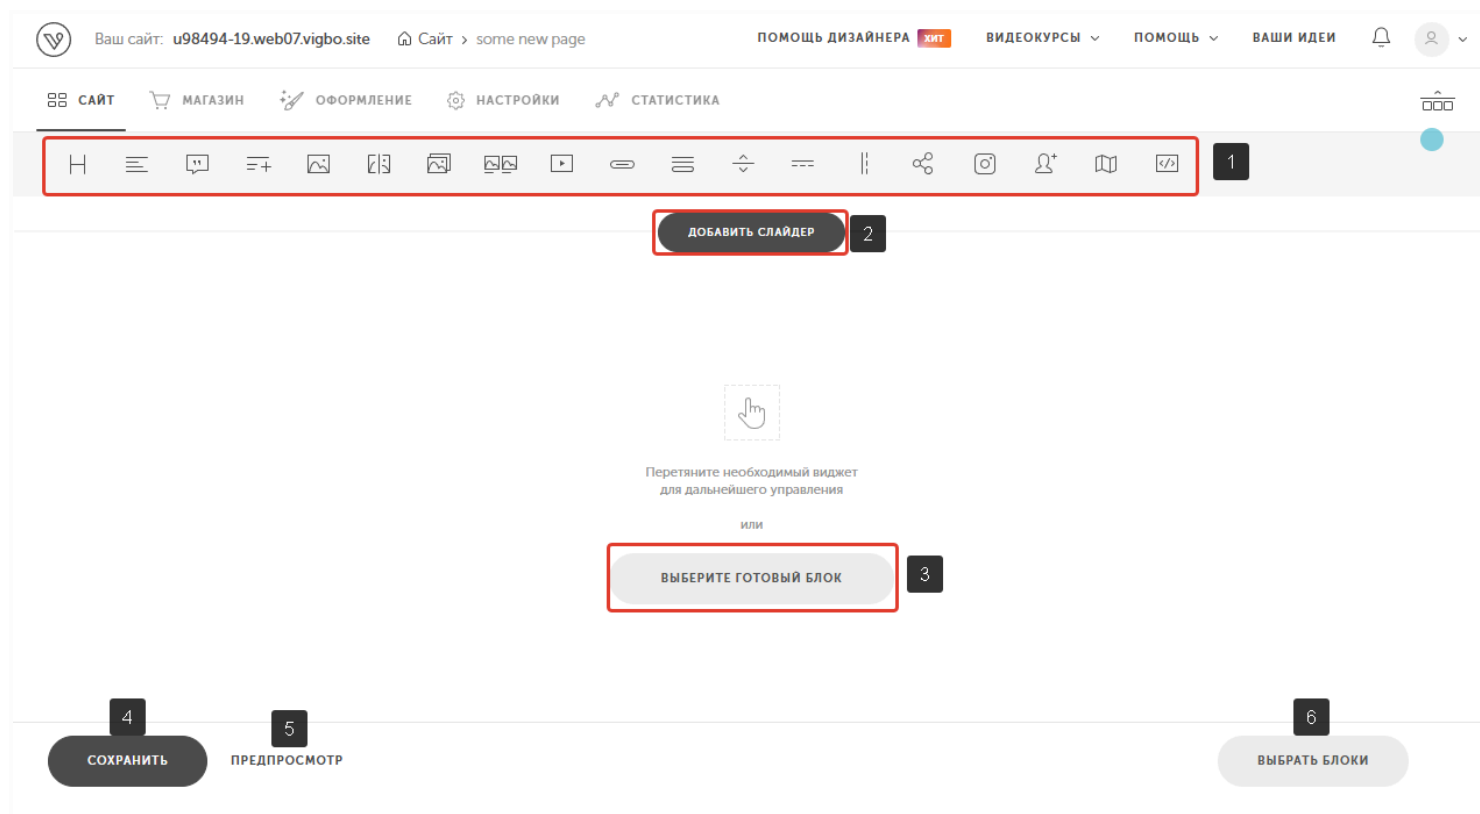 Ваш сайт: u98494-19.web07.vigbo.site Сайт > some new page ПОМОЩЬ ДИЗАЙНЕРА ХИТ ВИДЕОКУРСЫ ПОМОЩЬ ВАШИ ИДЕИ
САЙТ МАГАЗИН ОФОРМЛЕНИЕ НАСТРОЙКИ СТАТИСТИКА
1
ДОБАВИТЬ СЛАЙДЕР 2
Перетяните необходимый виджет
для дальнейшего управления
или
ВЫБЕРИТЕ ГОТОВЫЙ БЛОК 3
4 5 6
СОХРАНИТЬ ПРЕДПРОСМОТР ВЫБРАТЬ БЛОКИ